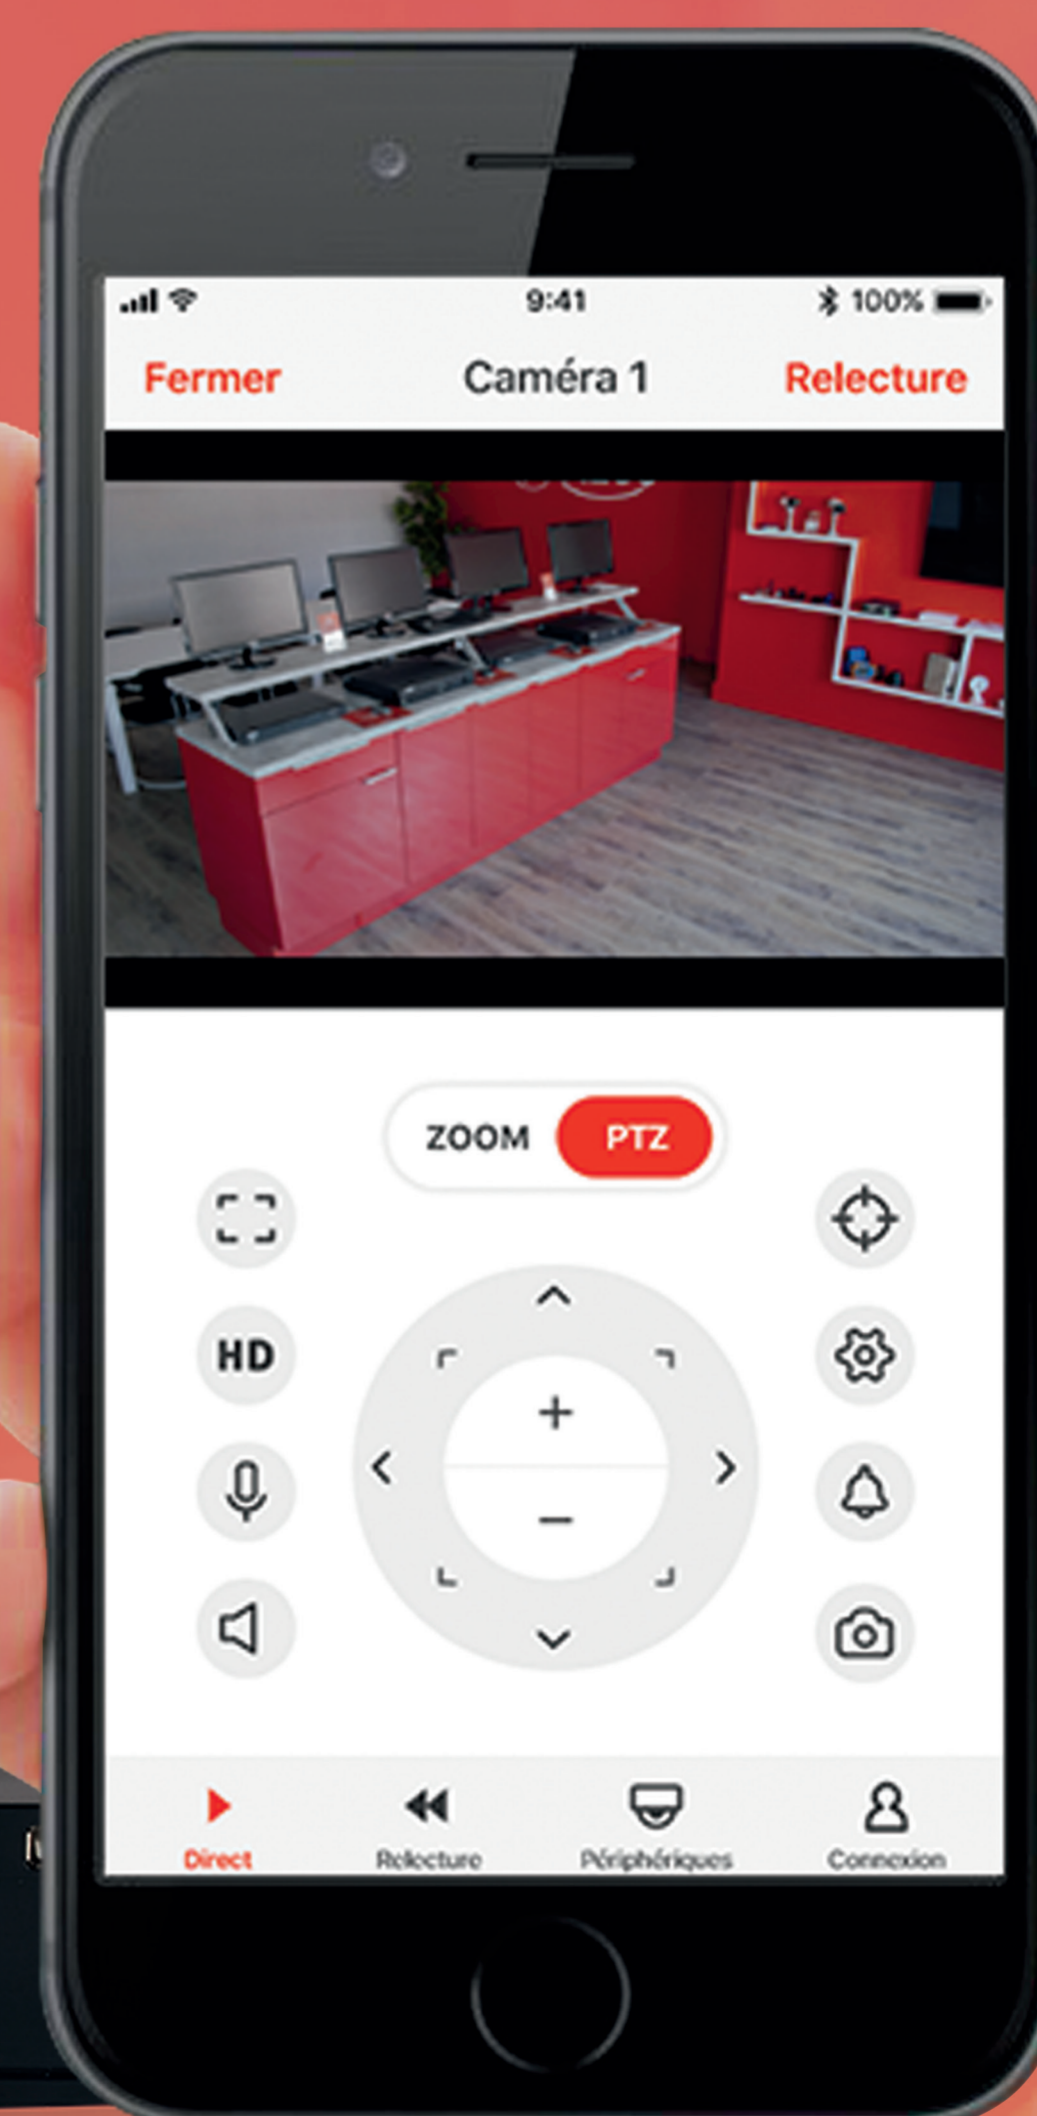 9:41
100%
Fermer
Caméra 1
Relecture
ZOOM
PTZ
HD
Direct
Relecture
Périphériques
Connexion